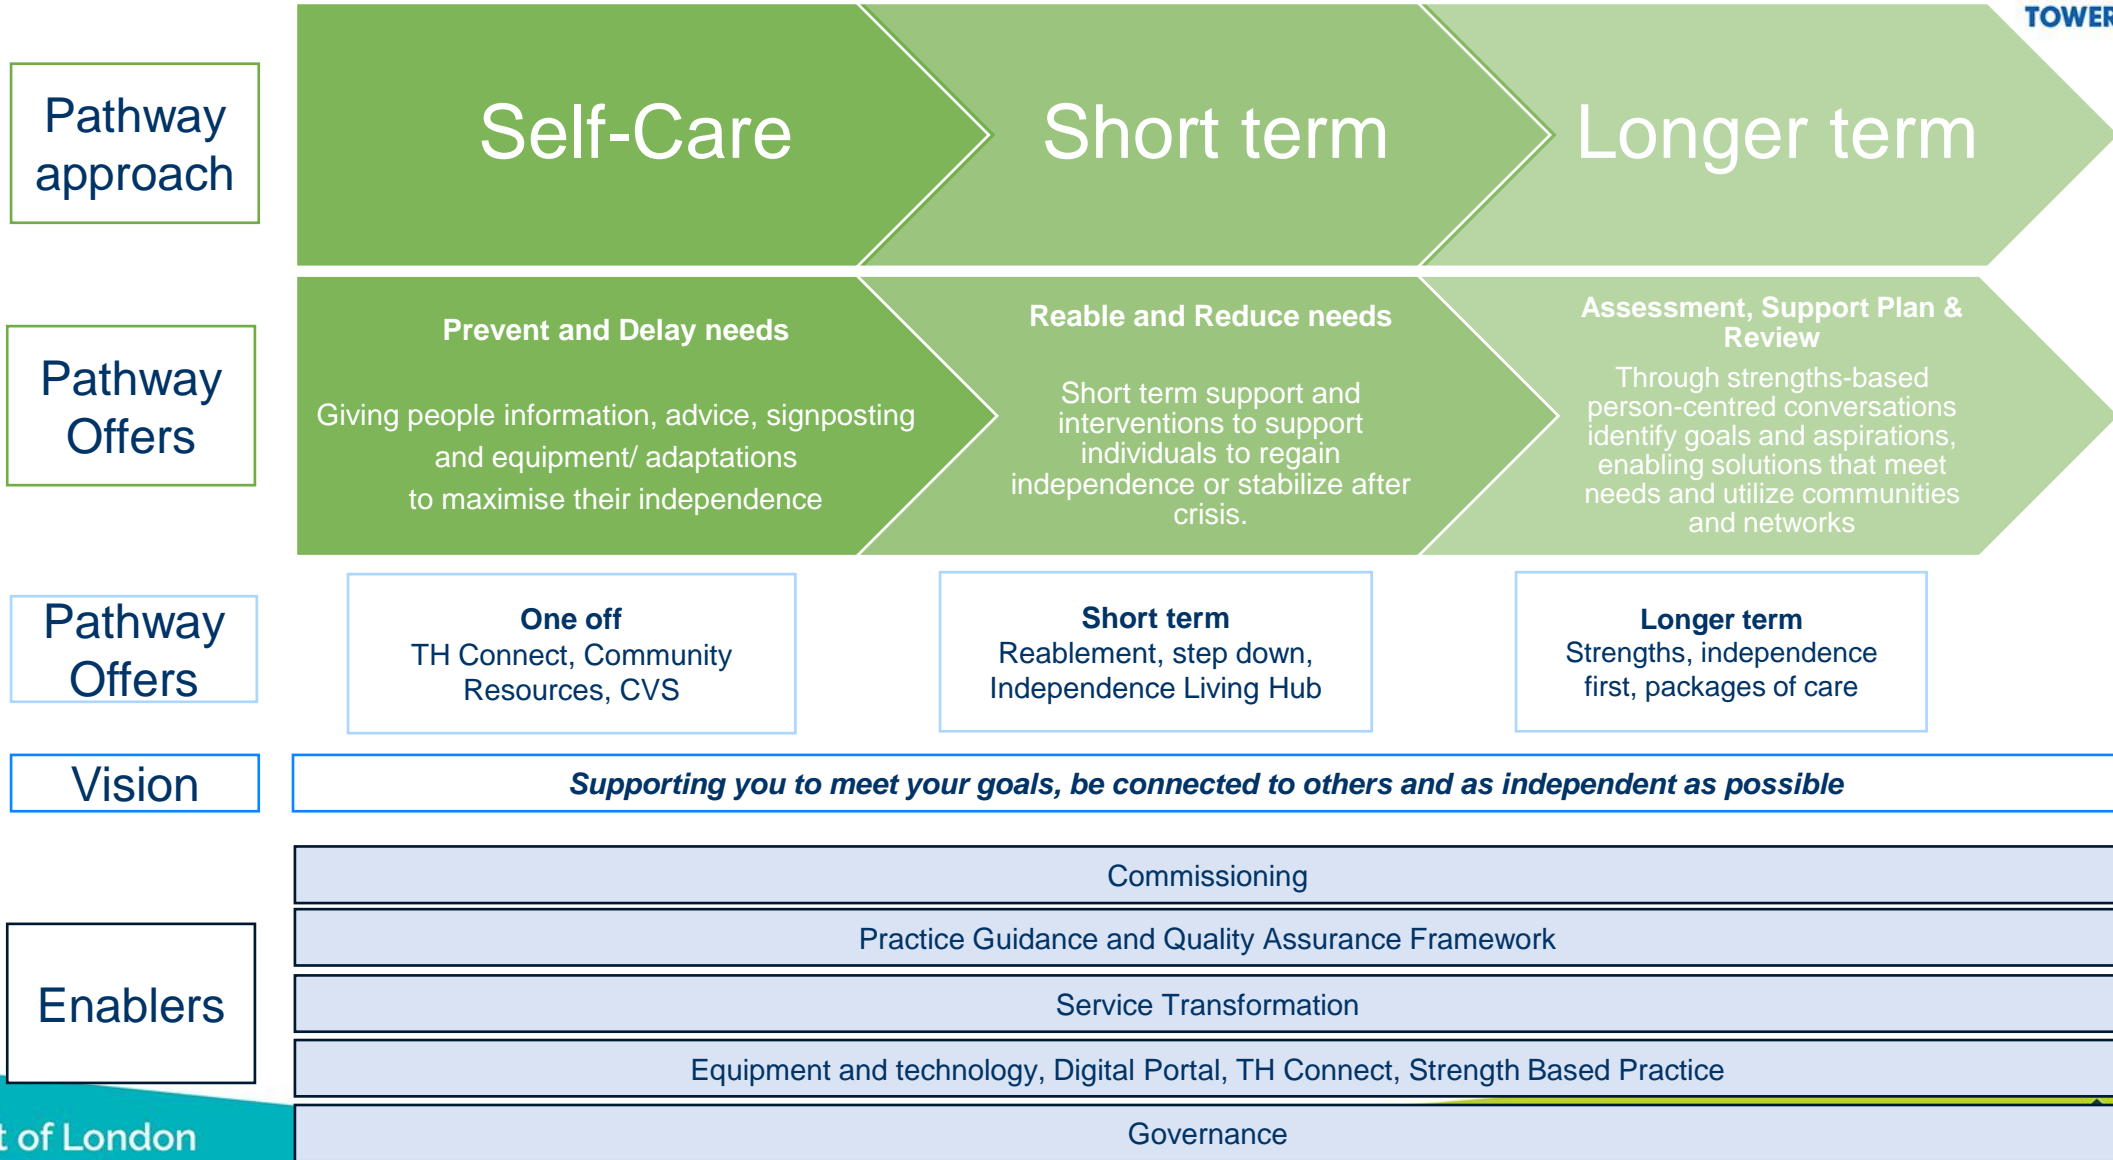 TOWER
Pathway
approach
Self-Care
Short term
Longer term
Pathway
Offers
Prevent and Delay needs
Giving people information, advice, signposting
and equipment/ adaptations
to maximise their independence
Reable and Reduce needs
Short term support and
interventions to support
individuals to regain
independence or stabilize after
crisis.
Assessment, Support Plan &
Review
Through strengths-based
person-centred conversations
identify goals and aspirations,
enabling solutions that meet
needs and utilize communities
and networks
Pathway
Offers
One off
TH Connect, Community
Resources, CVS
Short term
Reablement, step down,
Independence Living Hub
Longer term
Strengths, independence
first, packages of care
Vision
Supporting you to meet your goals, be connected to others and as independent as possible
Enablers
Commissioning
Practice Guidance and Quality Assurance Framework
Service Transformation
Equipment and technology, Digital Portal, TH Connect, Strength Based Practice
Governance
t of London